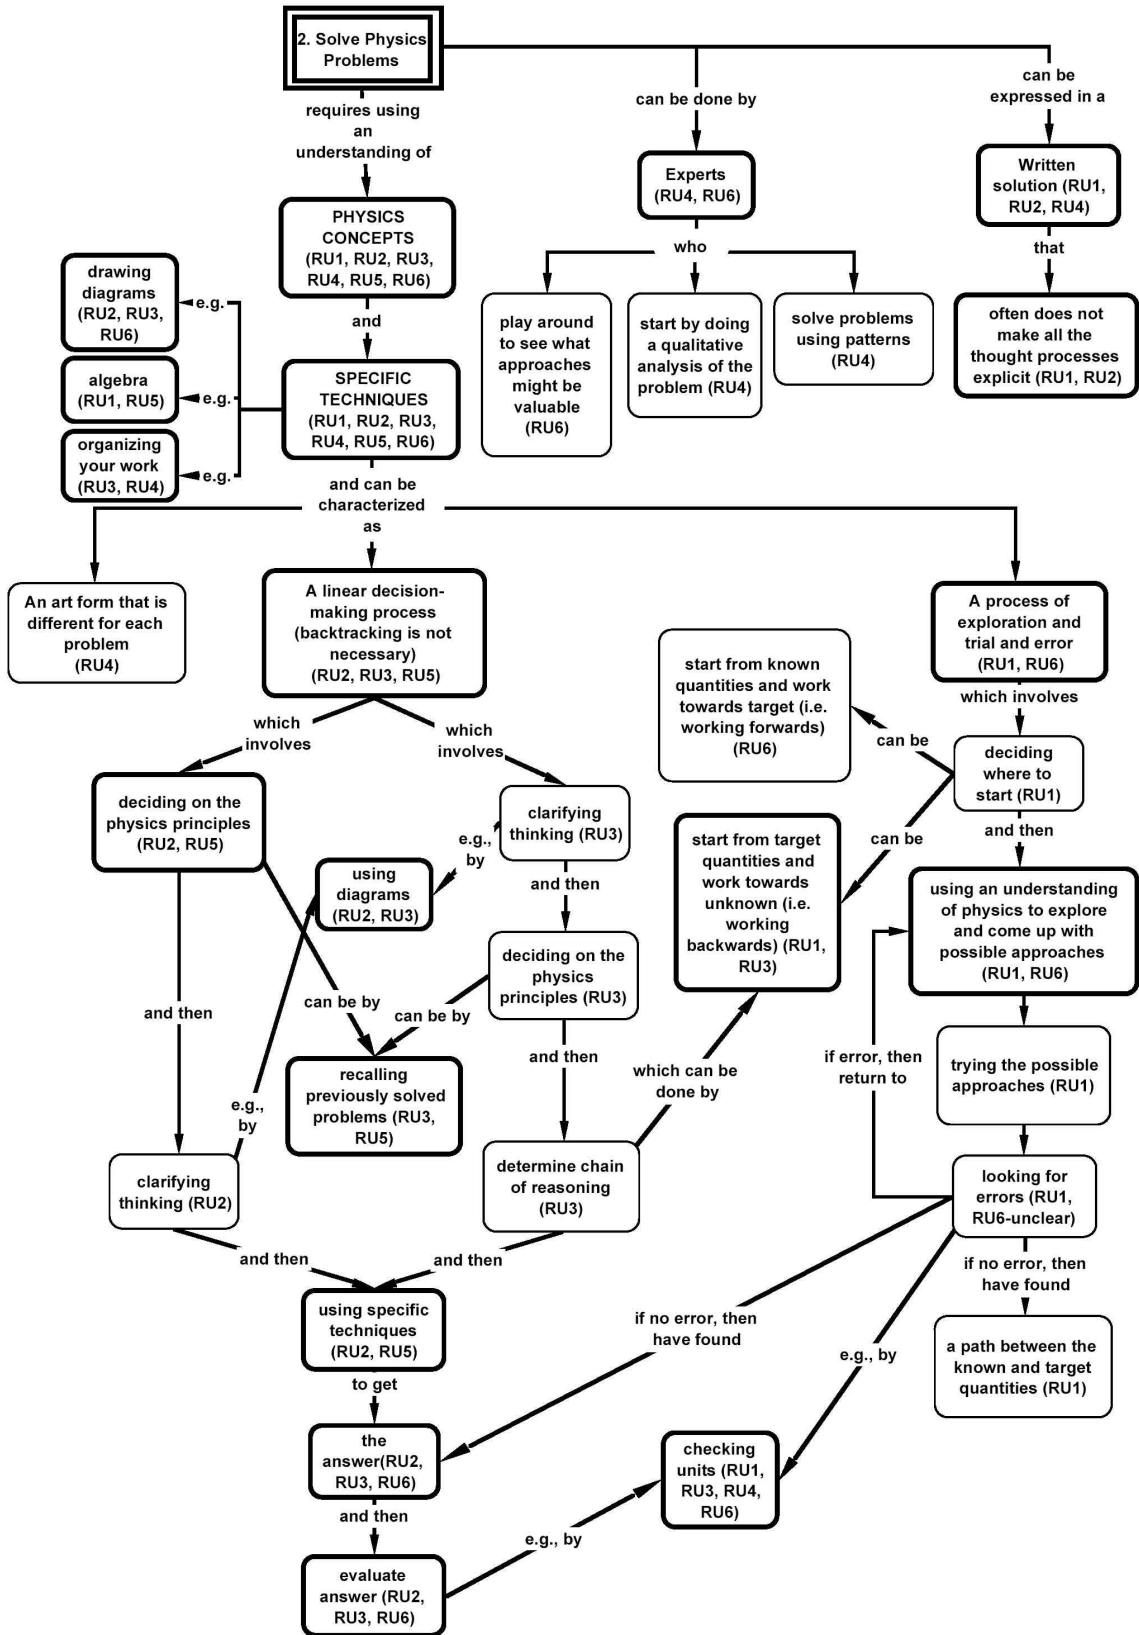 2. Solve Physics
Problems
requires using
an
understanding of
can be done by
can be
expressed in a
Experts
(RU4, RU6)
Written
solution (RU1,
RU2, RU4)
PHYSICS
CONCEPTS
(RU1, RU2, RU3,
RU4, RU5, RU6)
who
that
drawing
diagrams
(RU2, RU3,
RU6)
e.g.
and
play around
to see what
approaches
might be
valuable
(RU6)
start by doing
a qualitative
analysis of the
problem (RU4)
solve problems
using patterns
(RU4)
often does not
make all the
thought processes
explicit (RU1, RU2)
algebra
(RU1, RU5)
e.g.
SPECIFIC
TECHNIQUES
(RU1, RU2, RU3,
RU4, RU5, RU6)
organizing
your work
(RU3, RU4)
e.g.
and can be
characterized
as
An art form that is
different for each
problem
(RU4)
A linear decision-
making process
(backtracking is not
necessary)
(RU2, RU3, RU5)
A process of
exploration and
trial and error
(RU1, RU6)
which
involves
which
involves
which involves
start from known
quantities and work
towards target (i.e.
working forwards)
(RU6)
can be
deciding
where to
start (RU1)
deciding on the
physics principles
(RU2, RU5)
clarifying
thinking (RU3)
e.g.,
by
can be
and then
start from target
quantities and
work towards
unknown (i.e.
working
backwards) (RU1,
RU3)
using
diagrams
(RU2, RU3)
and then
using an understanding
of physics to explore
and come up with
possible approaches
(RU1, RU6)
deciding on the
physics
principles (RU3)
and then
can be by
can be by
and then
which can be
done by
if error, then
return to
trying the possible
approaches (RU1)
recalling
previously solved
problems (RU3,
RU5)
e.g.,
by
clarifying
thinking (RU2)
determine chain
of reasoning
(RU3)
looking for
errors (RU1,
RU6-unclear)
and then
and then
if no error, then
have found
using specific
techniques
(RU2, RU5)
if no error, then
have found
e.g., by
a path between the
known and target
quantities (RU1)
to get
the
answer(RU2,
RU3, RU6)
checking
units (RU1,
RU3, RU4,
RU6)
and then
e.g., by
evaluate
answer (RU2,
RU3, RU6)